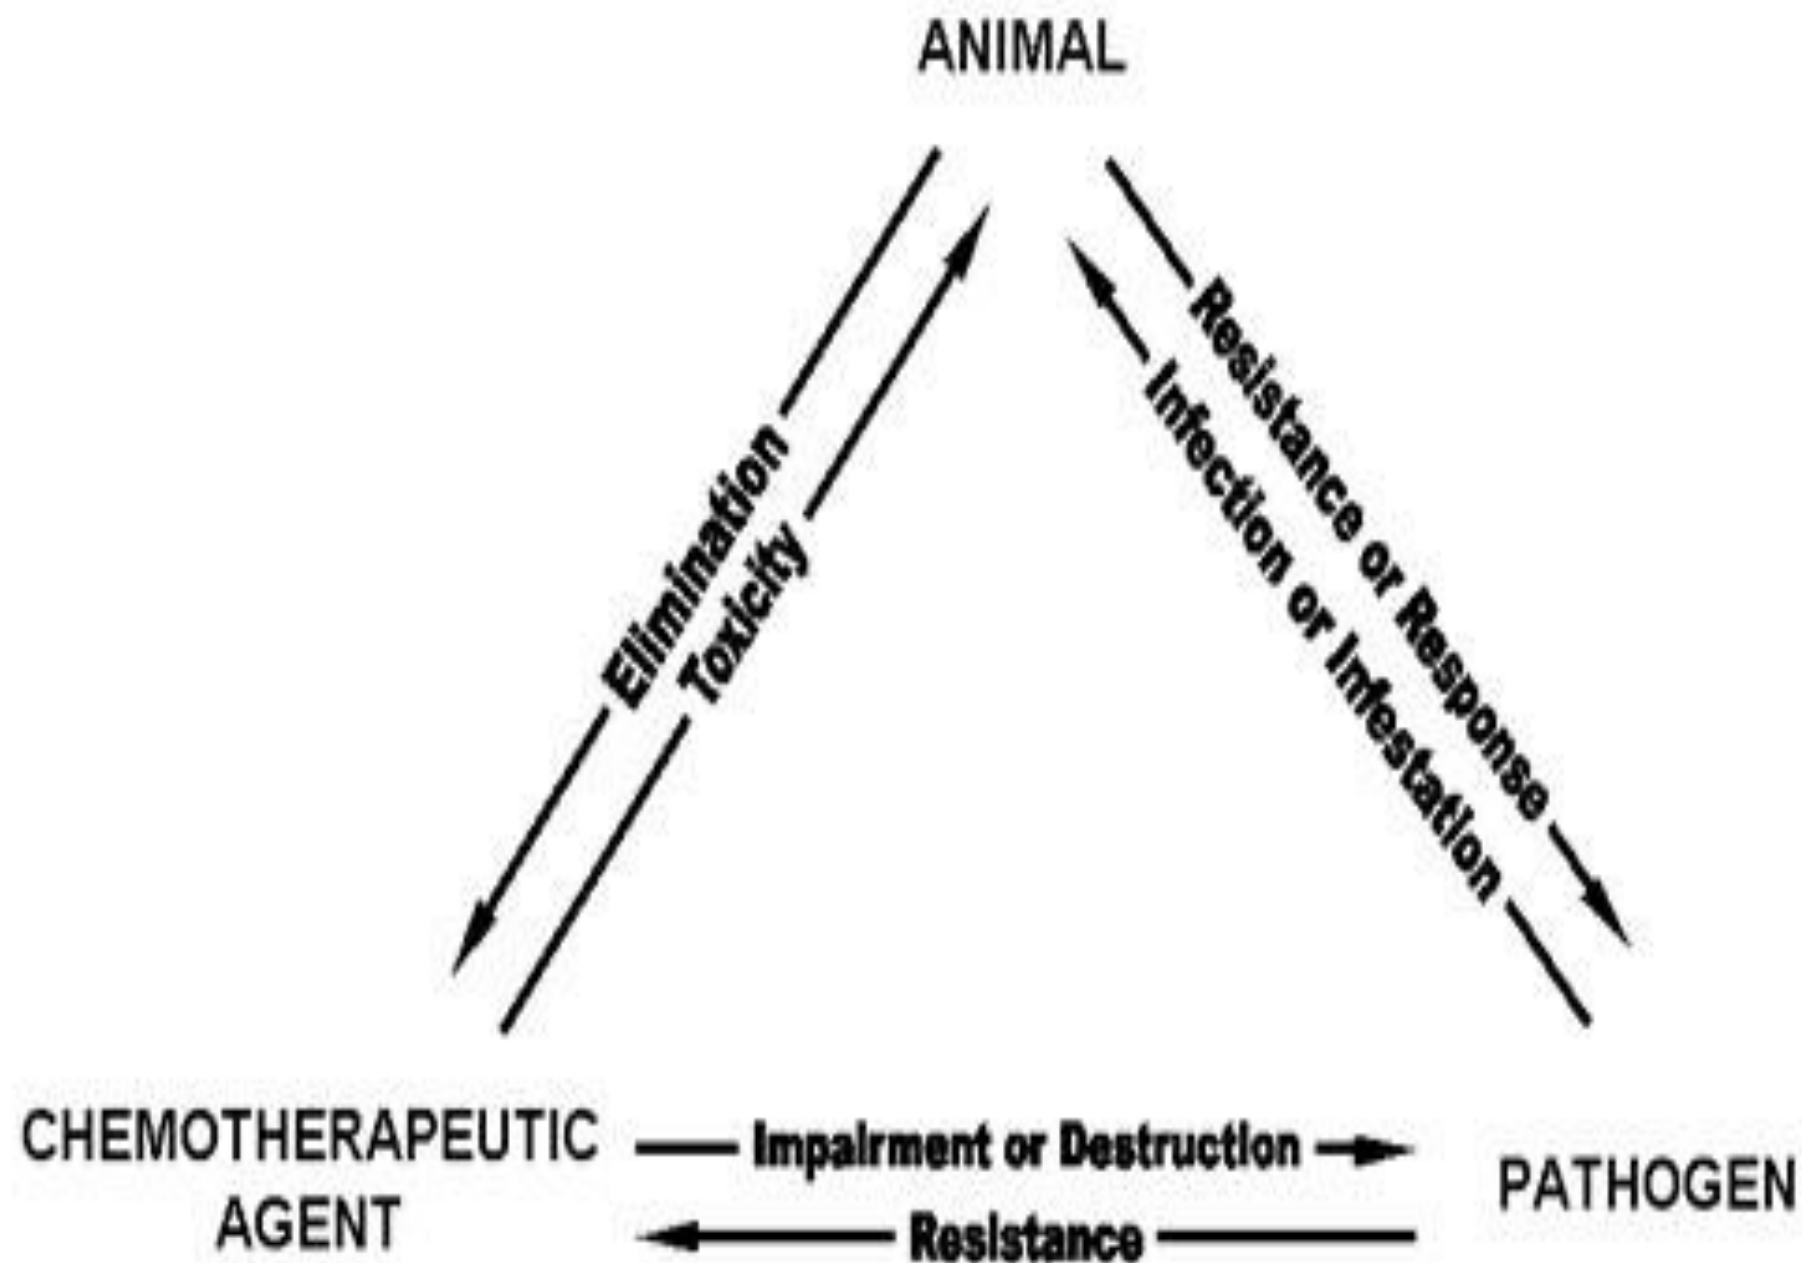 ANIMAL
Elimination
Toxicity
Resistance or Response
Infection or Infestation
CHEMOTHERAPEUTIC
AGENT
Impairment or Destruction
Resistance
PATHOGEN